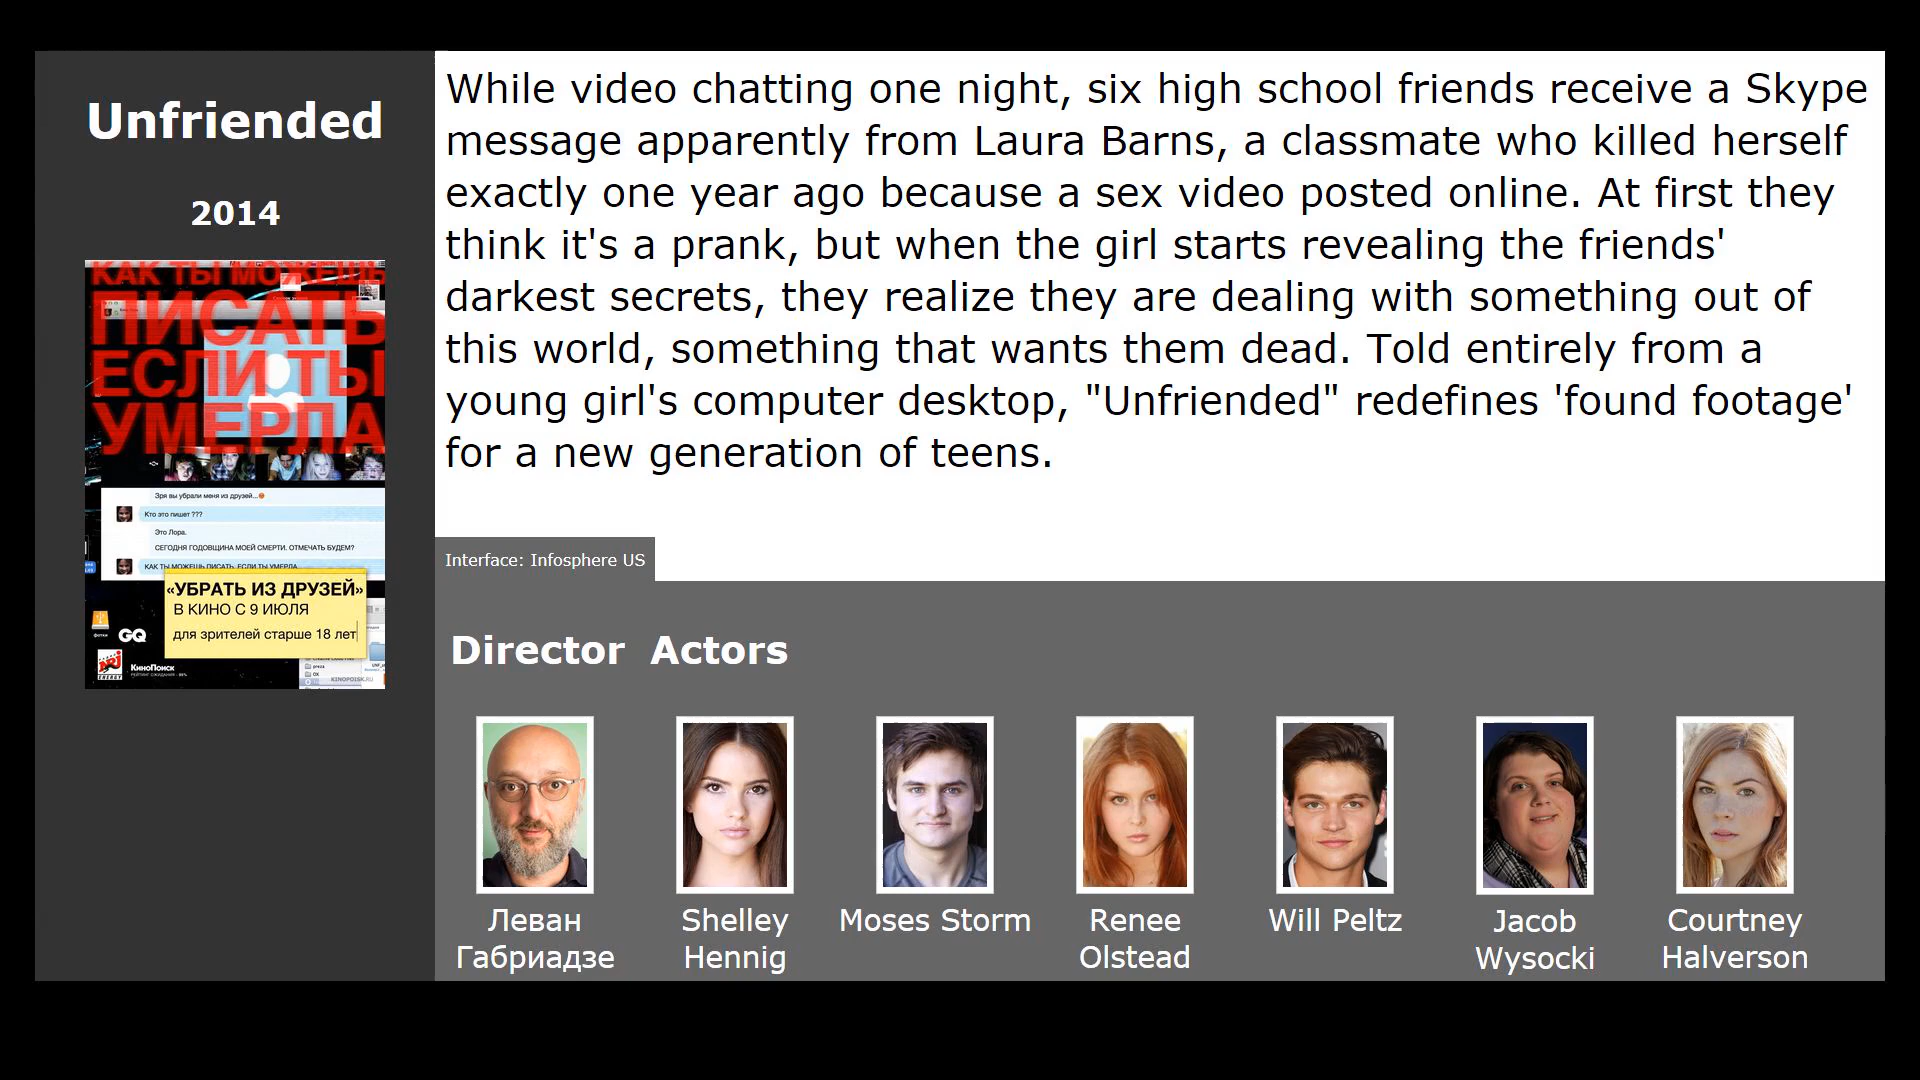 Unfriended
2014
КАК ТЫ МОЖЕШЬ
ПИСАТЬ
ЕСЛИ ТЫ
УМЕРЛА
Зря вы убрали меня из друзей...
Кто это пишет ???
Это Лора.
СЕГОДНЯ ГОДОВЩИНА МОЕЙ СМЕРТИ. ОТМЕЧАТЬ БУДЕМ?
КАК ТЫ МОЖЕШЬ ПИСАТЬ, ЕСЛИ ТЫ УМЕРЛА
«УБРАТЬ ИЗ ДРУЗЕЙ»
В КИНО С 9 ИЮЛЯ
для зрителей старше 18 лет
GQ
NRJ
ENERGY
КиноПоиск
KINOPOISK.RU
While video chatting one night, six high school friends receive a Skype
message apparently from Laura Barns, a classmate who killed herself
exactly one year ago because a sex video posted online. At first they
think it's a prank, but when the girl starts revealing the friends'
darkest secrets, they realize they are dealing with something out of
this world, something that wants them dead. Told entirely from a
young girl's computer desktop, "Unfriended" redefines 'found footage'
for a new generation of teens.
Interface: Infosphere US
Director Actors
Леван
Габриадзе
Shelley
Hennig
Moses Storm
Renee
Olstead
Will Peltz
Jacob
Wysocki
Courtney
Halverson